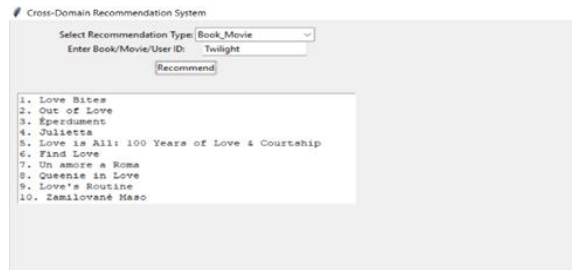 Cross-Domain Recommendation System
Select Recommendation Type: Book_Movie
Enter Book/Movie/User ID: Twilight
Recommend
1. Love Bites
2. Out of Love
3. Éperdument
4. Julietta
5. Love is All: 100 Years of Love & Courtship
6. Find Love
7. Un amore a Roma
8. Queenie in Love
9. Love's Routine
10. Zamilované Maso